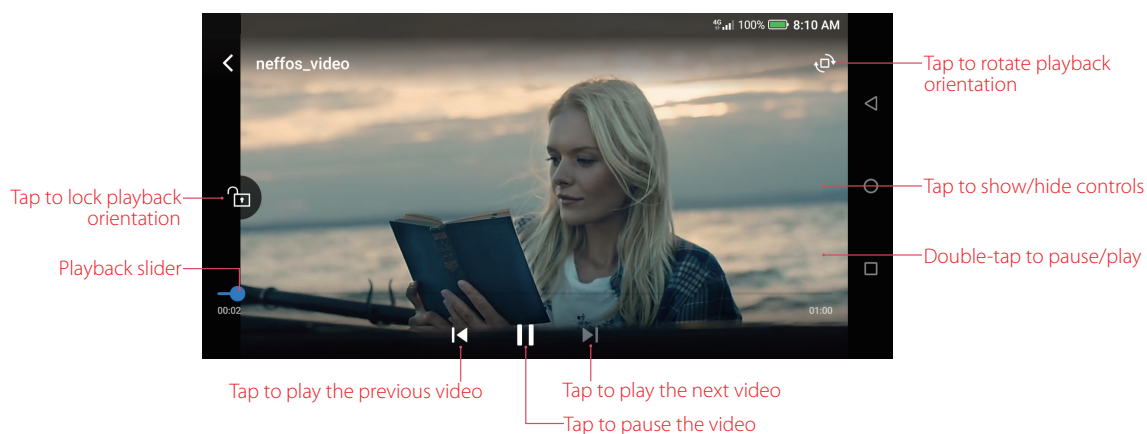 4G 100% 8:10 AM
neffos_video
Tap to rotate playback
orientation
Tap to lock playback
orientation
Tap to show/hide controls
Double-tap to pause/play
Playback slider
00:02
01:00
Tap to play the previous video
Tap to play the next video
Tap to pause the video